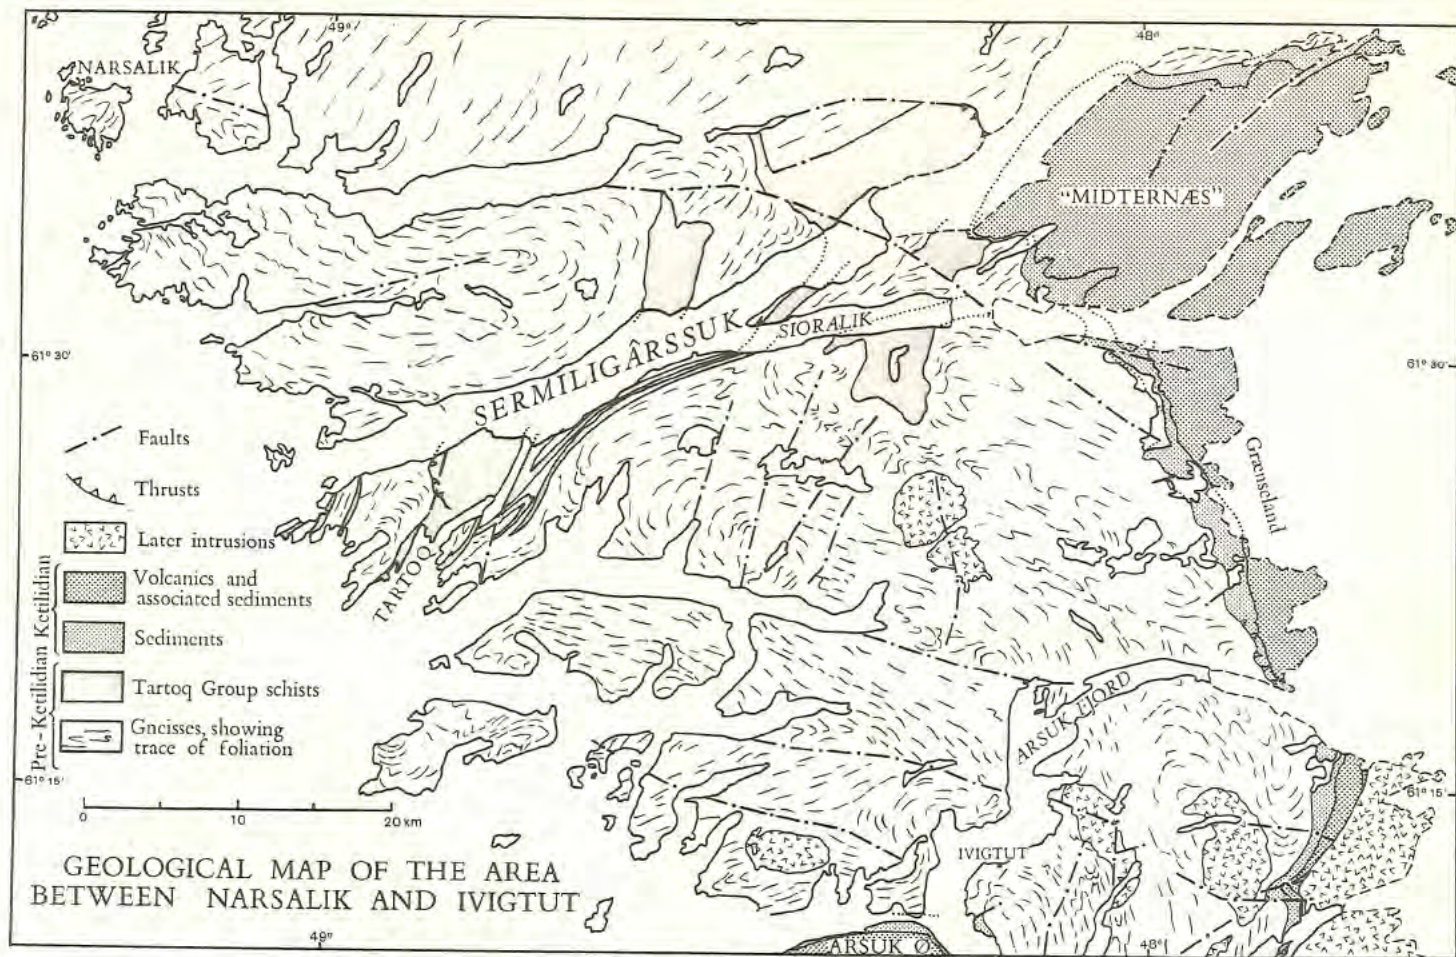 49°
48°
NARSALIK
"MIDTERNÆS"
SIORALIK
SERMILIGÂRSSUK
61° 30'
61° 30'
Faults
Thrusts
Later intrusions
Volcanics and
associated sediments
Sediments
Tartoq Group schists
Gneisses, showing
trace of foliation
Ketilidian
Pre-Ketilidian
TARTOQ
Grænseland
ARSUK FJORD
61° 15'
61° 15'
0 10 20 km
IVIGTUT
GEOLOGICAL MAP OF THE AREA
BETWEEN NARSALIK AND IVIGTUT
ARSUK Ø
49°
48°